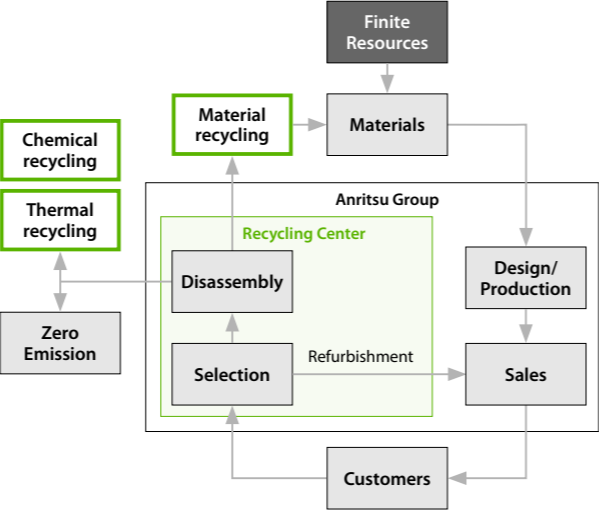 Finite
Resources
Material
recycling
Materials
Chemical
recycling
Thermal
recycling
Anritsu Group
Recycling Center
Disassembly
Design/
Production
Zero
Emission
Refurbishment
Selection
Sales
Customers